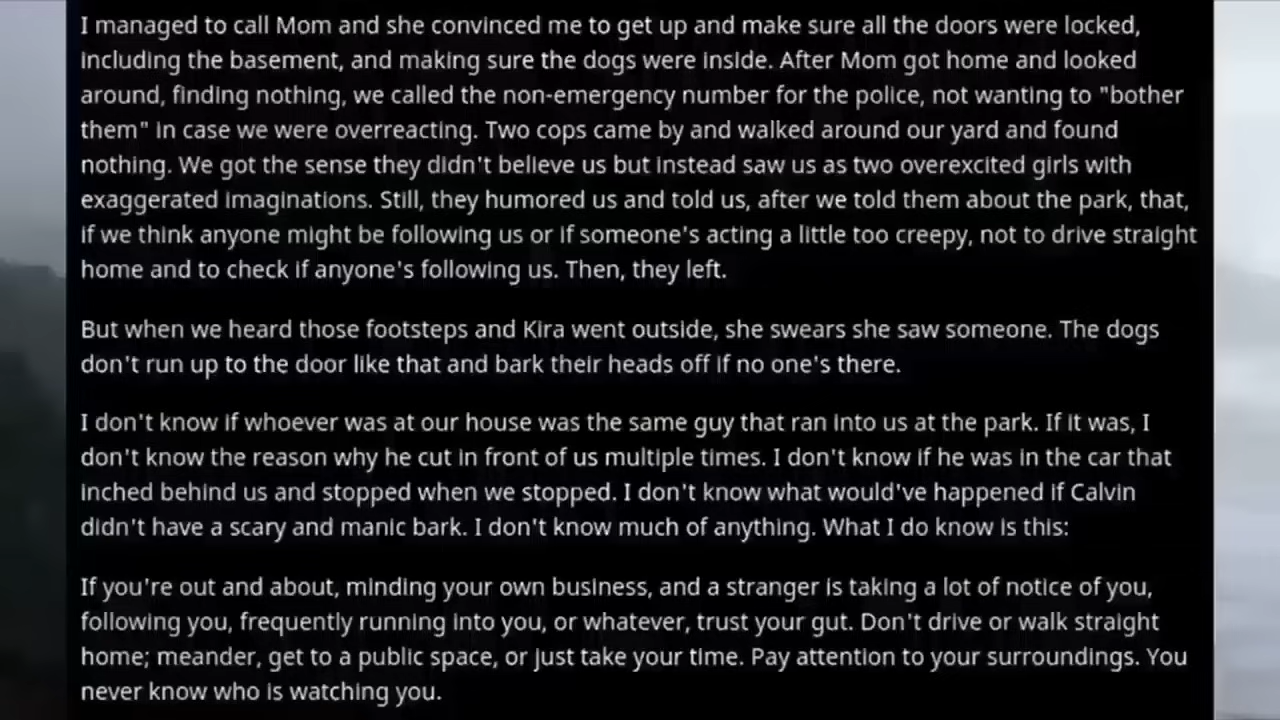 I managed to call Mom and she convinced me to get up and make sure all the doors were locked,
including the basement, and making sure the dogs were inside. After Mom got home and looked
around, finding nothing, we called the non-emergency number for the police, not wanting to "bother
them" in case we were overreacting. Two cops came by and walked around our yard and found
nothing. We got the sense they didn't believe us but instead saw us as two overexcited girls with
exaggerated imaginations. Still, they humored us and told us, after we told them about the park, that,
if we think anyone might be following us or if someone's acting a little too creepy, not to drive straight
home and to check if anyone's following us. Then, they left.
But when we heard those footsteps and Kira went outside, she swears she saw someone. The dogs
don't run up to the door like that and bark their heads off if no one's there.
I don't know if whoever was at our house was the same guy that ran into us at the park. If it was, I
don't know the reason why he cut in front of us multiple times. I don't know if he was in the car that
inched behind us and stopped when we stopped. I don't know what would've happened if Calvin
didn't have a scary and manic bark. I don't know much of anything. What I do know is this:
If you're out and about, minding your own business, and a stranger is taking a lot of notice of you,
following you, frequently running into you, or whatever, trust your gut. Don't drive or walk straight
home; meander, get to a public space, or just take your time. Pay attention to your surroundings. You
never know who is watching you.